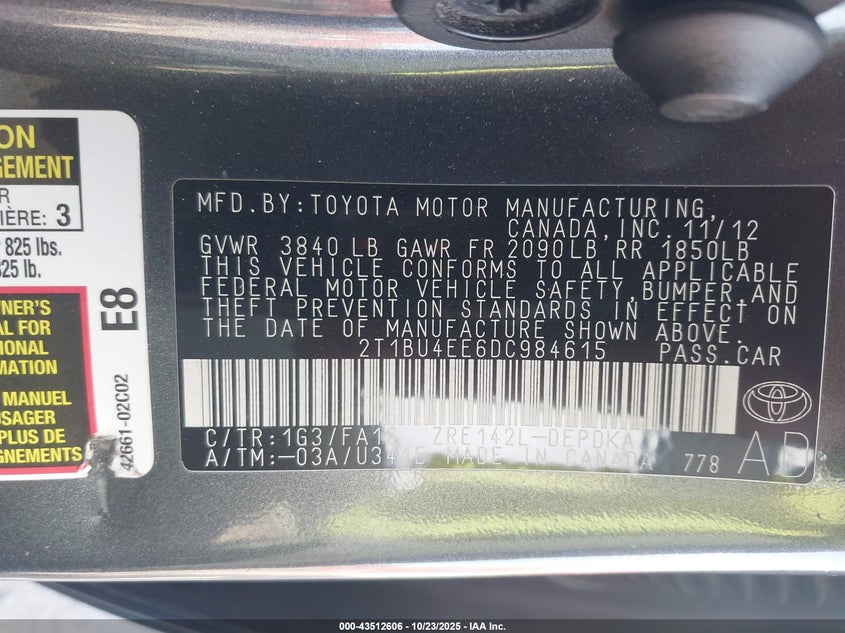 ON
GEMENT
R
IÈRE: 3
825 lbs.
825 lb.
NER'S
AL FOR
IONAL
MATION
MANUEL
USAGER
PLUS DE
GNEMENTS
E8
42661-02C02
MFD.BY:TOYOTA MOTOR MANUFACTURING,
CANADA,INC. 11/12
GVWR 3840 LB GAWR FR 2090LB RR 1850LB
THIS VEHICLE CONFORMS TO ALL APPLICABLE
FEDERAL MOTOR VEHICLE SAFETY,BUMPER,AND
THEFT PREVENTION STANDARDS IN EFFECT ON
THE DATE OF MANUFACTURE SHOWN ABOVE.
2T1BU4EE6DC984615 PASS.CAR
C/TR:1G3/FA1 ZRE142L-DEPDKA
A/TM:-03A/U341E MADE IN CANADA 778
AD
000-43512606 - 10/23/2025 - IAA Inc.